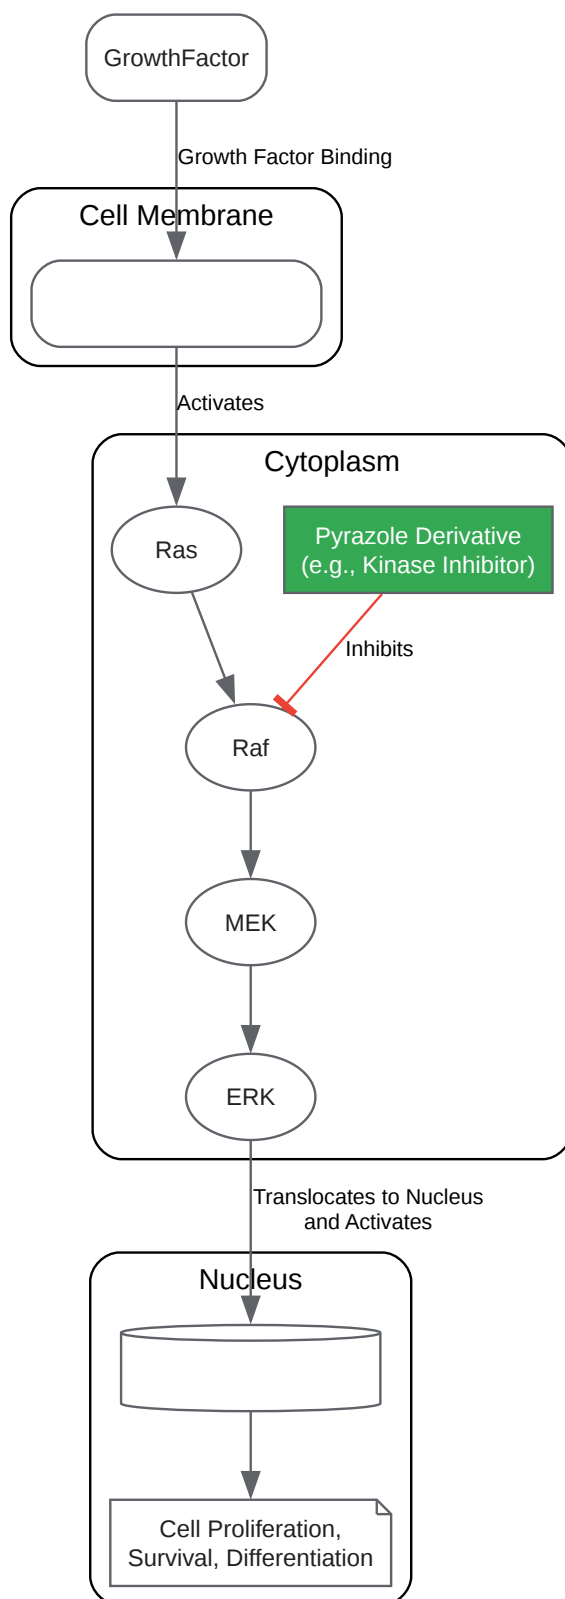 GrowthFactor
Growth Factor Binding
Cell Membrane
Activates
Cytoplasm
Ras
Pyrazole Derivative
(e.g., Kinase Inhibitor)
Inhibits
Raf
MEK
ERK
Translocates to Nucleus
and Activates
Nucleus
Cell Proliferation,
Survival, Differentiation